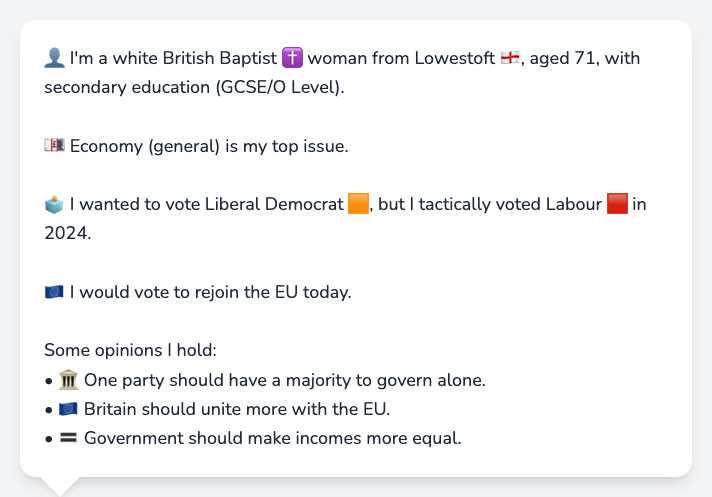 👤 I'm a white British Baptist ✝️ woman from Lowestoft 🏴󠁧󠁢󠁥󠁮󠁧󠁿, aged 71, with
secondary education (GCSE/O Level).
💷 Economy (general) is my top issue.
🗳️ I wanted to vote Liberal Democrat 🟧, but I tactically voted Labour 🟥 in
2024.
🇪🇺 I would vote to rejoin the EU today.
Some opinions I hold:
• 🏛️ One party should have a majority to govern alone.
• 🇪🇺 Britain should unite more with the EU.
• 🟰 Government should make incomes more equal.